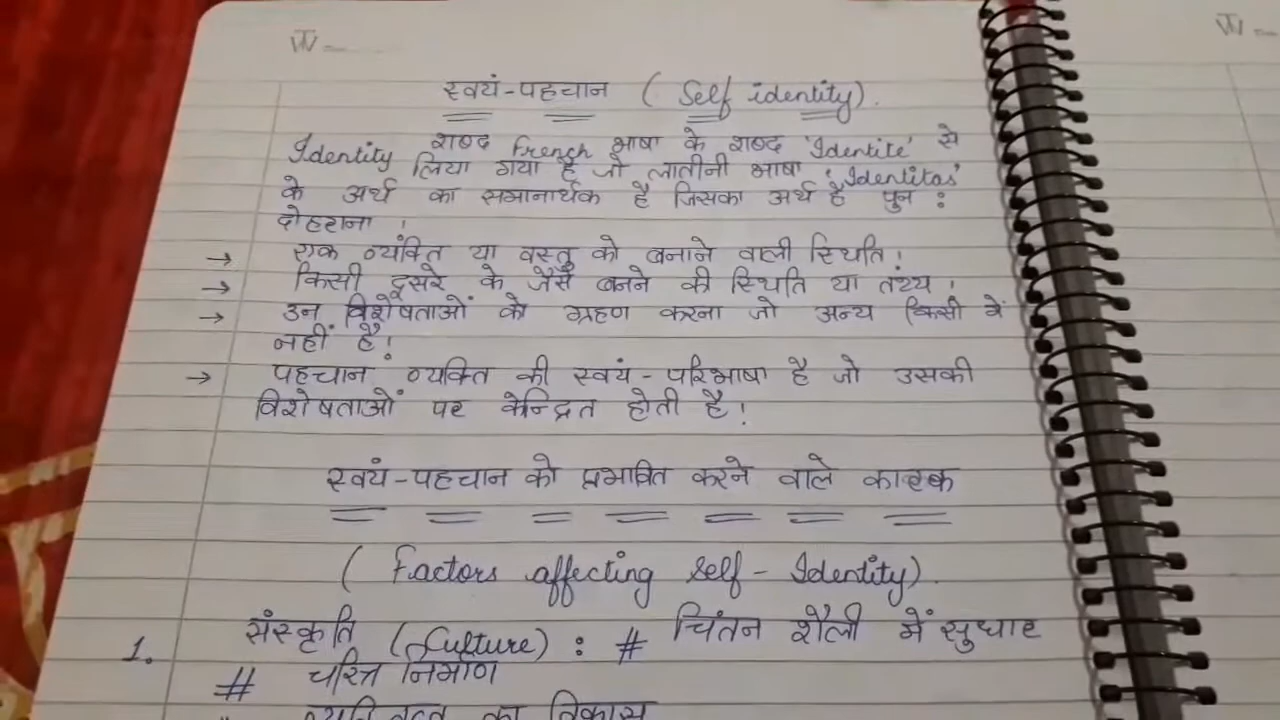 स्वयं-पहचान ( Self identity).
Identity शब्द French भाषा के शब्द 'Identite' से
लिया गया है जो लातीनी भाषा 'Identitas'
के अर्थ का समानार्थक है जिसका अर्थ है पुन :
दोहराना ।
→ एक व्यक्ति या वस्तु को बनाने वाली स्थिति।
→ किसी दूसरे के जैसे बनने की स्थिति या तथ्य।
→ उन विशेषताओं को ग्रहण करना जो अन्य किसी में
नहीं है।
→ पहचान व्यक्ति की स्वयं-परिभाषा है जो उसकी
विशेषताओं पर केन्द्रित होती है!
स्वयं-पहचान को प्रभावित करने वाले कारक
( Factors affecting Self-Identity).
1. संस्कृति (Culture) : # चिंतन शैली में सुधार
# चरित्र निर्माण
व्यक्तित्व का विकास